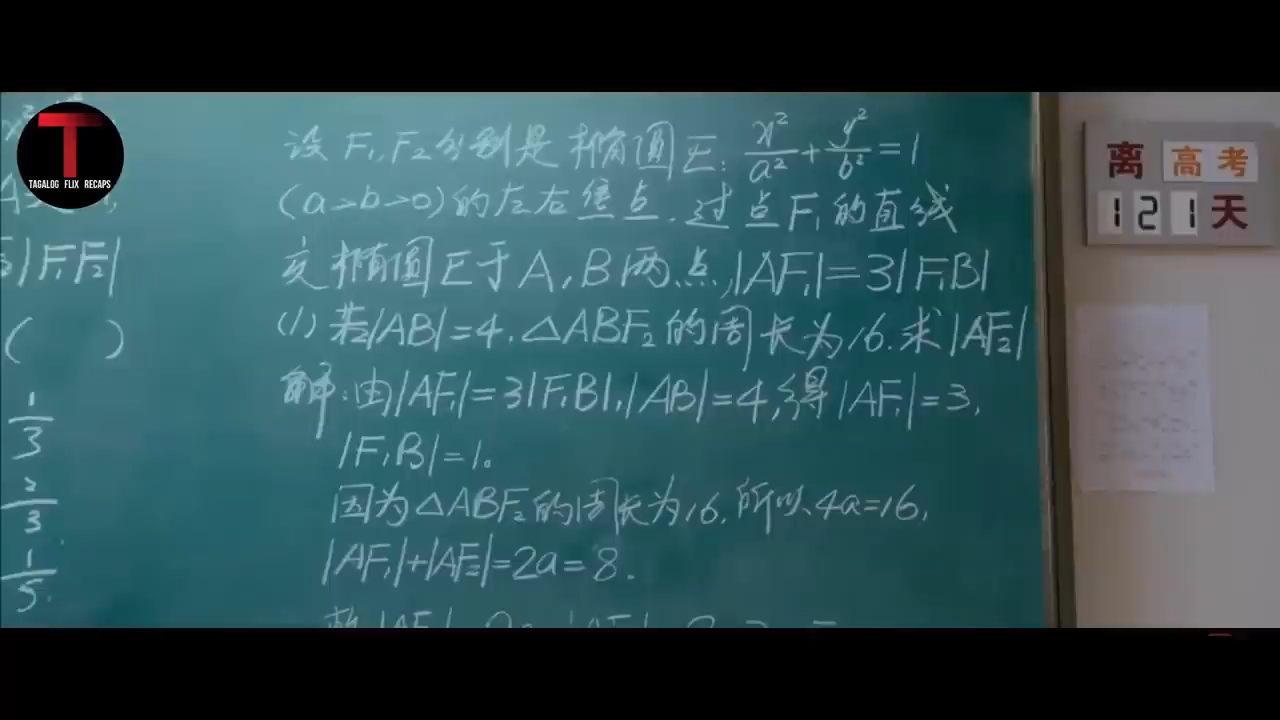 T
TAGALOG FLIX RECAPS
|F₁F₂|
( )
1/3
2/3
1/5.
设F₁,F₂分别是椭圆E: x²/a²+y²/b²=1
(a>b>0)的左右焦点.过点F₁的直线
交椭圆E于A,B两点,|AF₁|=3|F₁B|
(1)若|AB|=4.△ABF₂的周长为16.求|AF₂|
解:由|AF₁|=3|F₁B|,|AB|=4,得|AF₁|=3,
|F₁B|=1。
因为△ABF₂的周长为16,所以4a=16,
|AF₁|+|AF₂|=2a=8.
离 高考
121天